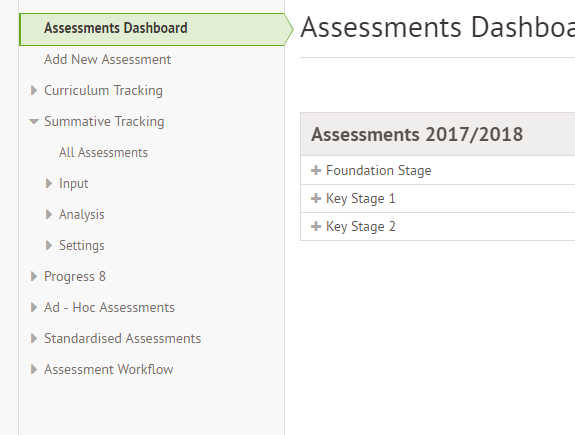 Assessments Dashboard
Add New Assessment
Curriculum Tracking
Summative Tracking
All Assessments
Input
Analysis
Settings
Progress 8
Ad - Hoc Assessments
Standardised Assessments
Assessment Workflow
Assessments Dashboa
Assessments 2017/2018
Foundation Stage
Key Stage 1
Key Stage 2